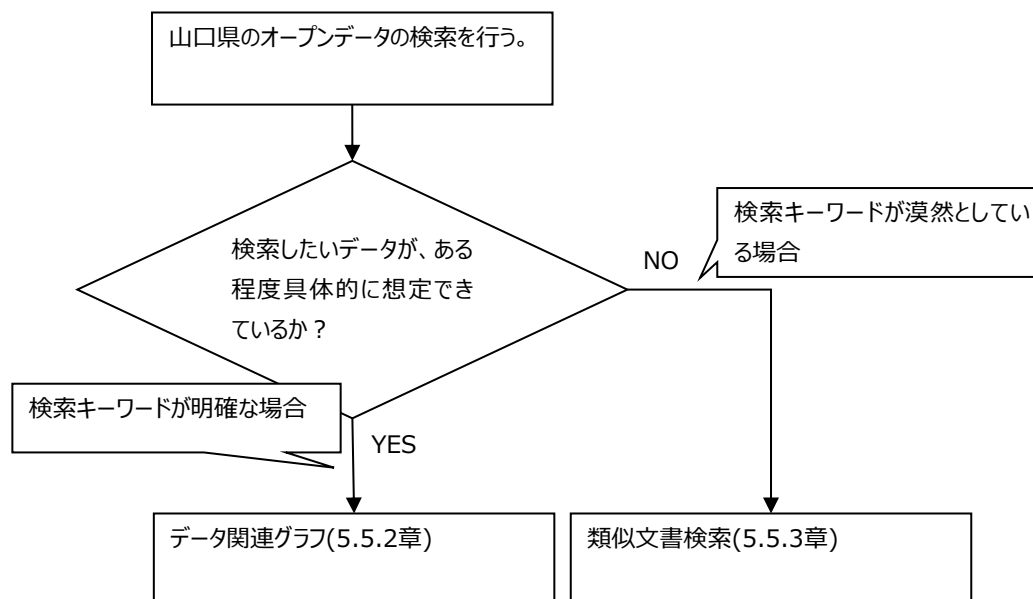 山口県のオープンデータの検索を行う。
検索したいデータが、ある
程度具体的に想定でき
ているか？
NO
検索キーワードが漠然としてい
る場合
検索キーワードが明確な場合
YES
データ関連グラフ(5.5.2章)
類似文書検索(5.5.3章)